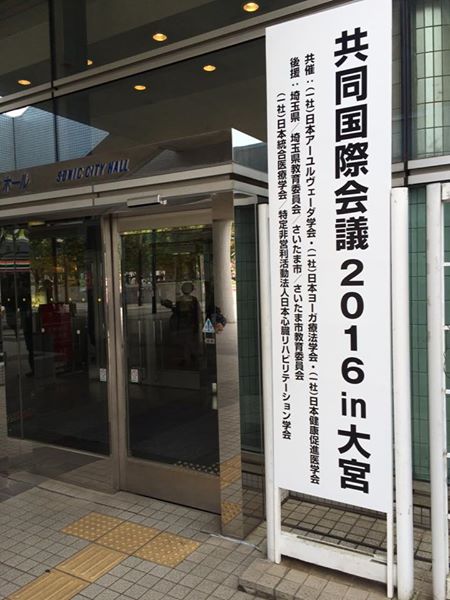 共同国際会議2016in大宮
共催：(一社)日本アーユルヴェーダ学会・(一社)日本ヨーガ療法学会・(一社)日本健康促進医学会
後援：埼玉県／埼玉県教育委員会／さいたま市／さいたま市教育委員会
(一社)日本統合医療学会／特定非営利活動法人日本心臓リハビリテーション学会
ホール SONIC CITY HALL